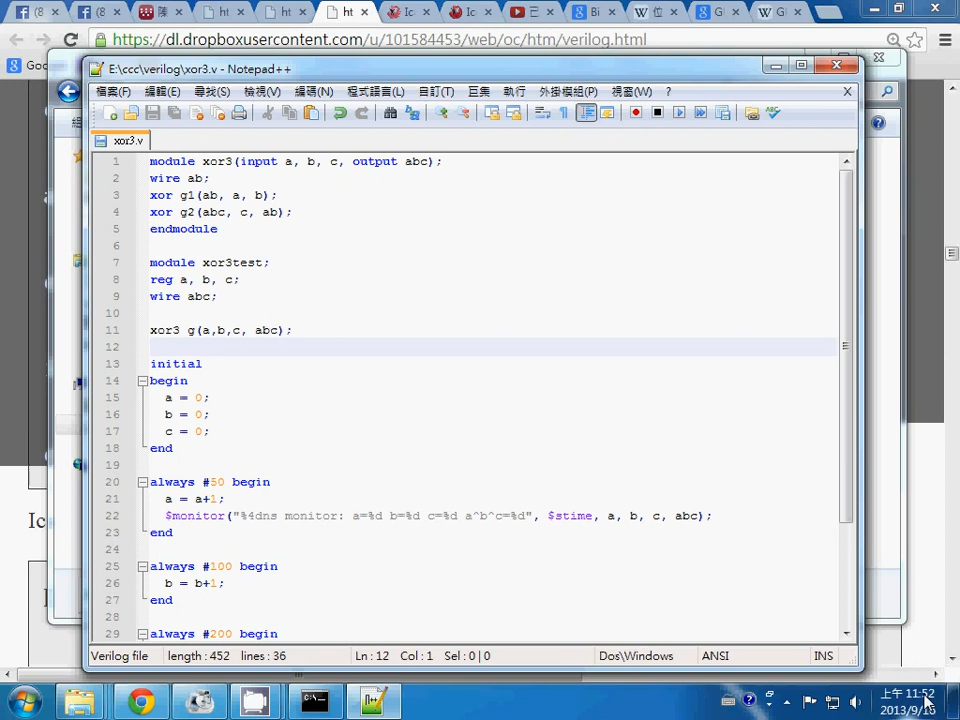 https://dl.dropboxusercontent.com/u/101584453/web/oc/htm/verilog.html
E:\ccc\verilog\xor3.v - Notepad++
檔案(F) 編輯(E) 尋找(S) 檢視(V) 編碼(N) 程式語言(L) 自訂(T) 巨集 執行 外掛模組(P) 視窗(W) ? X
xor3.v
1 module xor3(input a, b, c, output abc);
2 wire ab;
3 xor g1(ab, a, b);
4 xor g2(abc, c, ab);
5 endmodule
6
7 module xor3test;
8 reg a, b, c;
9 wire abc;
10
11 xor3 g(a,b,c, abc);
12
13 initial
14 begin
15 a = 0;
16 b = 0;
17 c = 0;
18 end
19
20 always #50 begin
21 a = a+1;
22 $monitor("%4dns monitor: a=%d b=%d c=%d a^b^c=%d", $stime, a, b, c, abc);
23 end
24
25 always #100 begin
26 b = b+1;
27 end
28
29 always #200 begin
Verilog file length : 452 lines : 36 Ln : 12 Col : 1 Sel : 0 | 0 Dos\Windows ANSI INS
上午 11:52